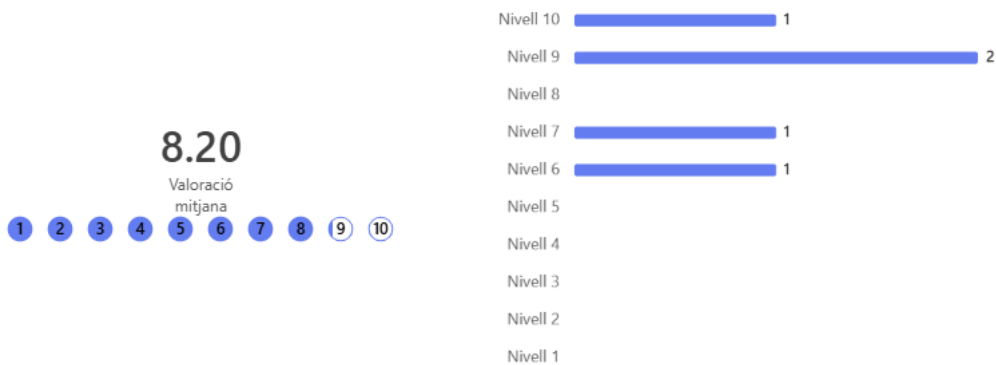 8.20
Valoració
mitjana
1 2 3 4 5 6 7 8 9 10
Nivell 10 1
Nivell 9 2
Nivell 8
Nivell 7 1
Nivell 6 1
Nivell 5
Nivell 4
Nivell 3
Nivell 2
Nivell 1